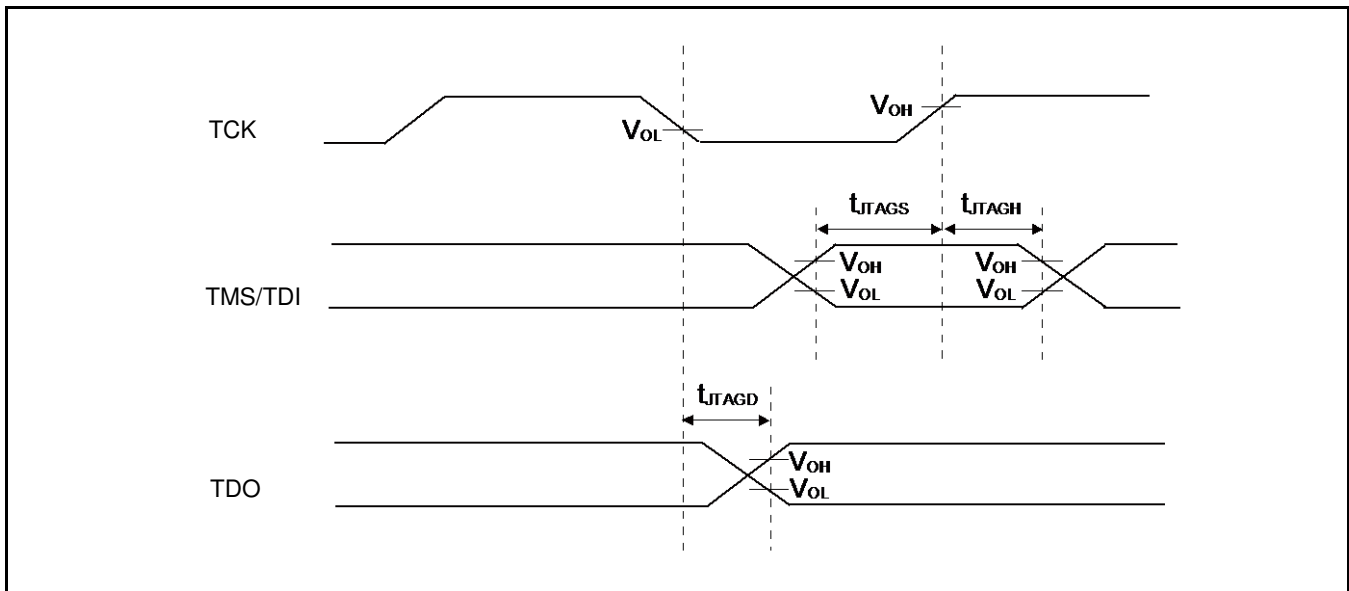 TCK
VOL
VOH
tJTAGS
tJTAGH
TMS/TDI
VOH
VOL
VOH
VOL
tJTAGD
TDO
VOH
VOL